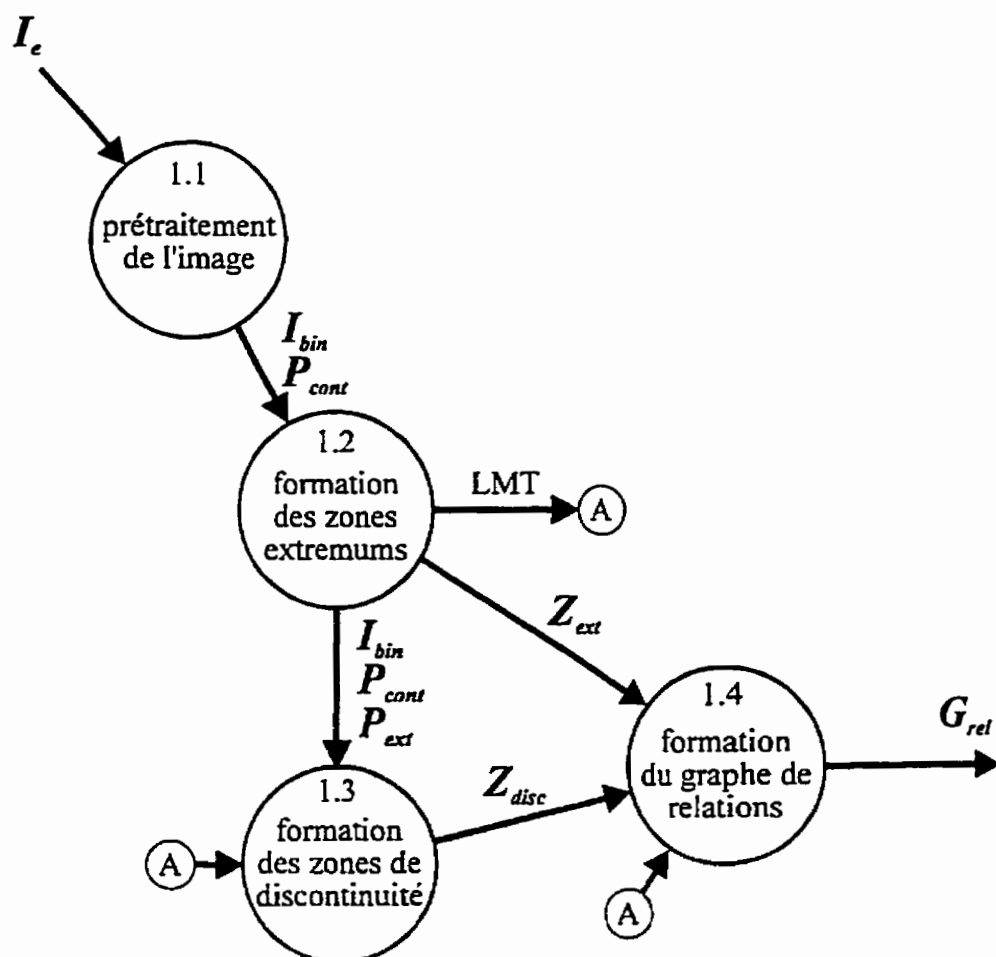 I_e
1.1
prétraitement
de l'image
I_bin
P_cont
1.2
formation
des zones
extremums
LMT
A
Z_ext
I_bin
P_cont
P_ext
1.4
formation
du graphe de
relations
G_rel
1.3
formation
des zones de
discontinuité
Z_disc
A
A